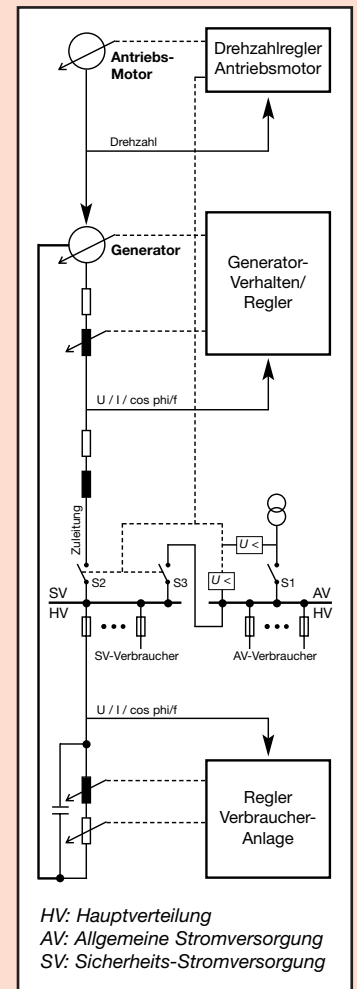 Antriebs-
Motor
Drehzahlregler
Antriebsmotor
Drehzahl
Generator
Generator-
Verhalten/
Regler
U / I / cos phi/f
Zuleitung
U <
U <
S2
S3
S1
SV
HV
AV
HV
SV-Verbraucher
AV-Verbraucher
U / I / cos phi/f
Regler
Verbraucher-
Anlage
HV: Hauptverteilung
AV: Allgemeine Stromversorgung
SV: Sicherheits-Stromversorgung